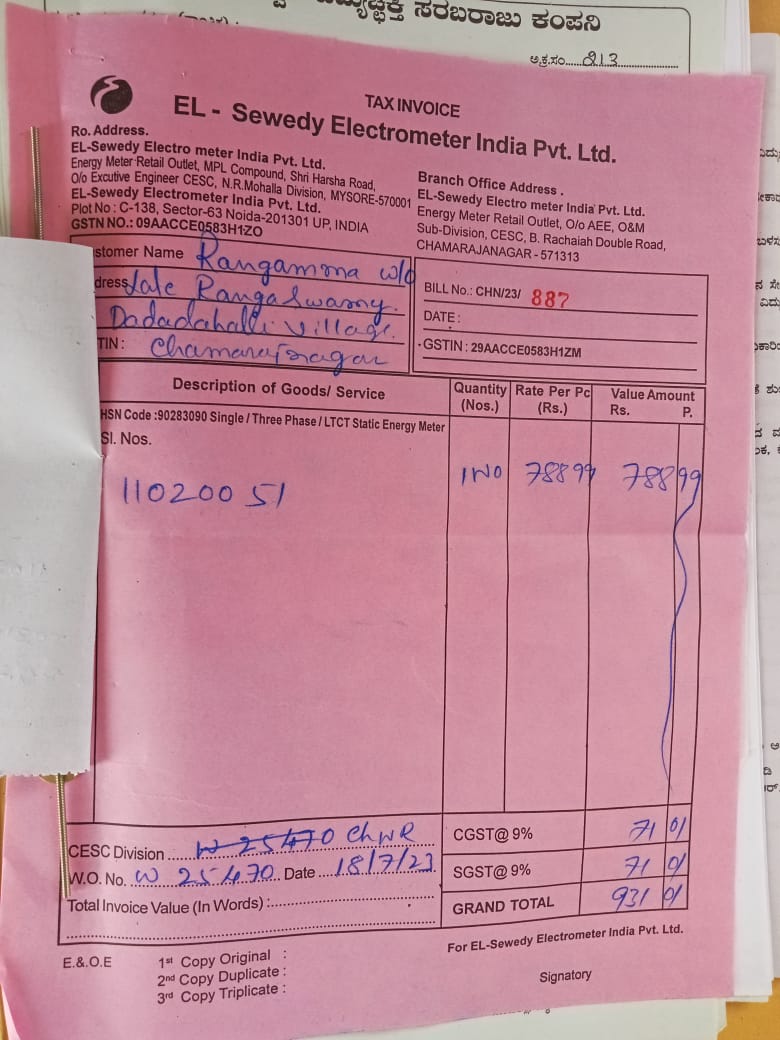 ಸರಬರಾಜು ಕಂಪನಿ
ಅ.ಕ್ರ.ಸಂ......213
TAX INVOICE
EL - Sewedy Electrometer India Pvt. Ltd.
Ro. Address.
EL-Sewedy Electro meter India Pvt. Ltd.
Energy Meter Retail Outlet, MPL Compound, Shri Harsha Road,
O/o Excutive Engineer CESC, N.R.Mohalla Division, MYSORE-570001
EL-Sewedy Electrometer India Pvt. Ltd.
Plot No : C-138, Sector-63 Noida-201301 UP, INDIA
GSTN NO. : 09AACCE0583H1ZO
Branch Office Address .
EL-Sewedy Electro meter India Pvt. Ltd.
Energy Meter Retail Outlet, O/o AEE, O&M
Sub-Division, CESC, B. Rachaiah Double Road,
CHAMARAJNAGAR - 571313
stomer Name Rangamma w/o
dress Late Rangaswamy.
Dadadahalli village.
TIN : Chamarajnagar
BILL No.: CHN/23/ 887
DATE :
GSTIN : 29AACCE0583H1ZM
Description of Goods/ Service Quantity (Nos.) Rate Per Pc (Rs.) Value Amount Rs. P.
HSN Code :90283090 Single / Three Phase / LTCT Static Energy Meter
Sl. Nos.
11020051 1NO 788 99 788 99
CESC Division W 25470 ChNR
W.O. No. W 25470 Date 18/7/23
Total Invoice Value (In Words) :
CGST@ 9% 71 01
SGST@ 9% 71 01
GRAND TOTAL 931 01
For EL-Sewedy Electrometer India Pvt. Ltd.
E.&.O.E 1st Copy Original :
2nd Copy Duplicate :
3rd Copy Triplicate :
Signatory